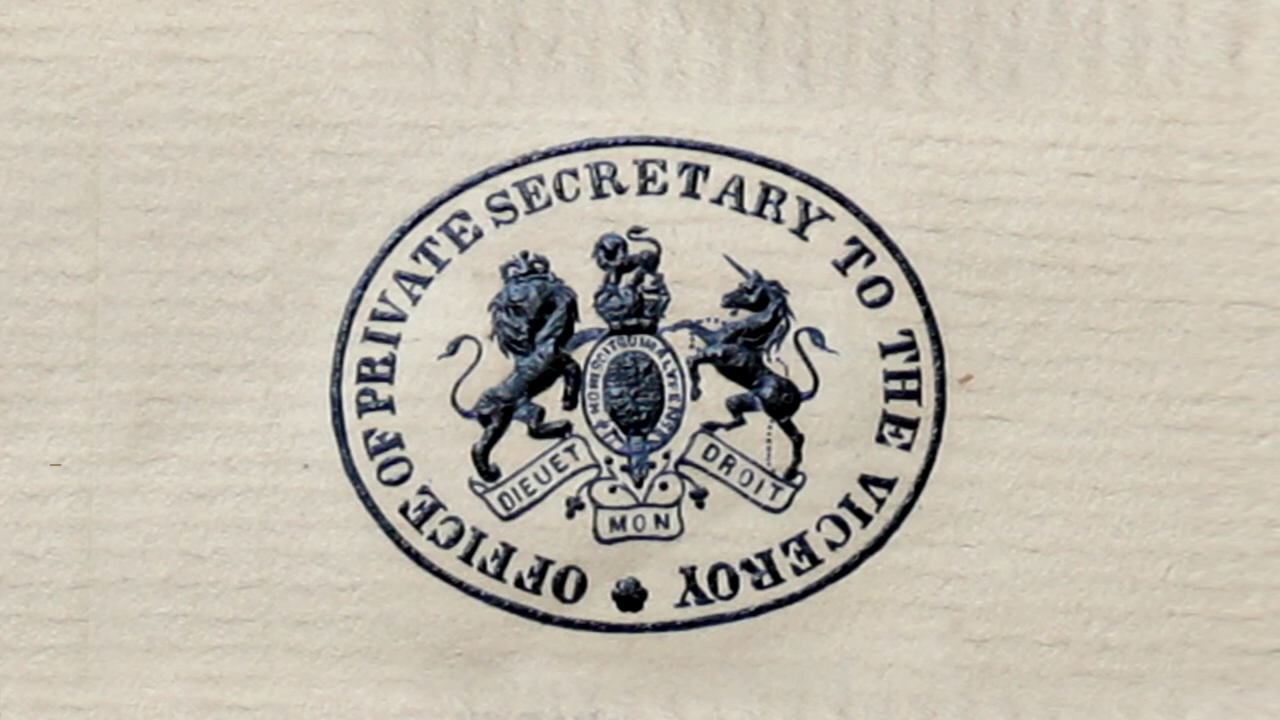 OFFICE OF PRIVATE SECRETARY TO THE VICEROY
DIEU ET
MON
DROIT